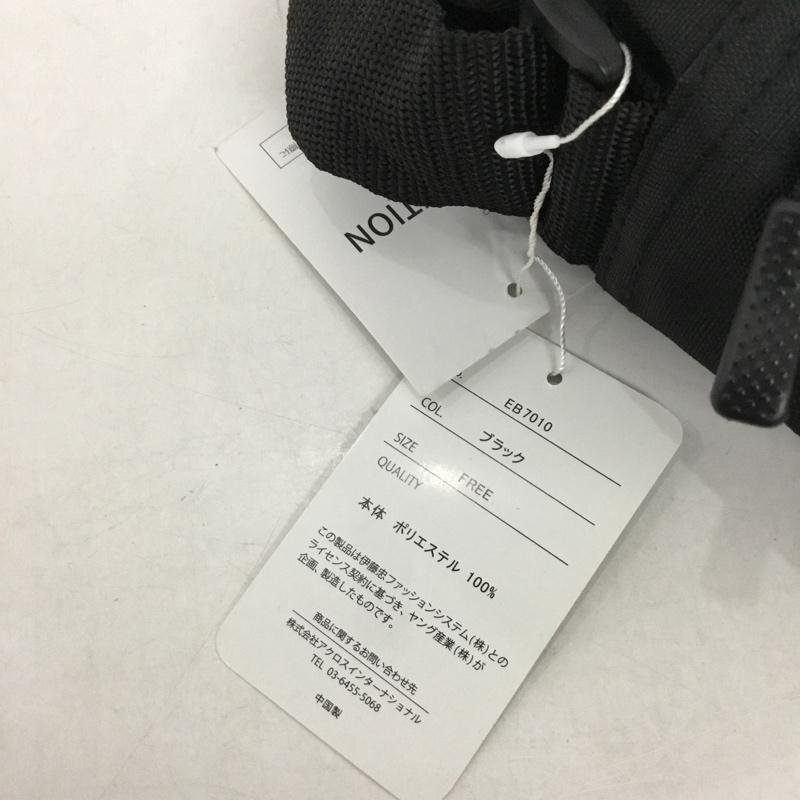 TION
EB7010
COL. ブラック
SIZE FREE
QUALITY
本体 ポリエステル 100%
この製品は伊藤忠ファッションシステム(株)との
ライセンス契約に基づき、ヤング産業(株)が
企画、製造したものです。
商品に関するお問い合わせ先
株式会社アクロスインターナショナル
TEL 03-6455-5068
中国製